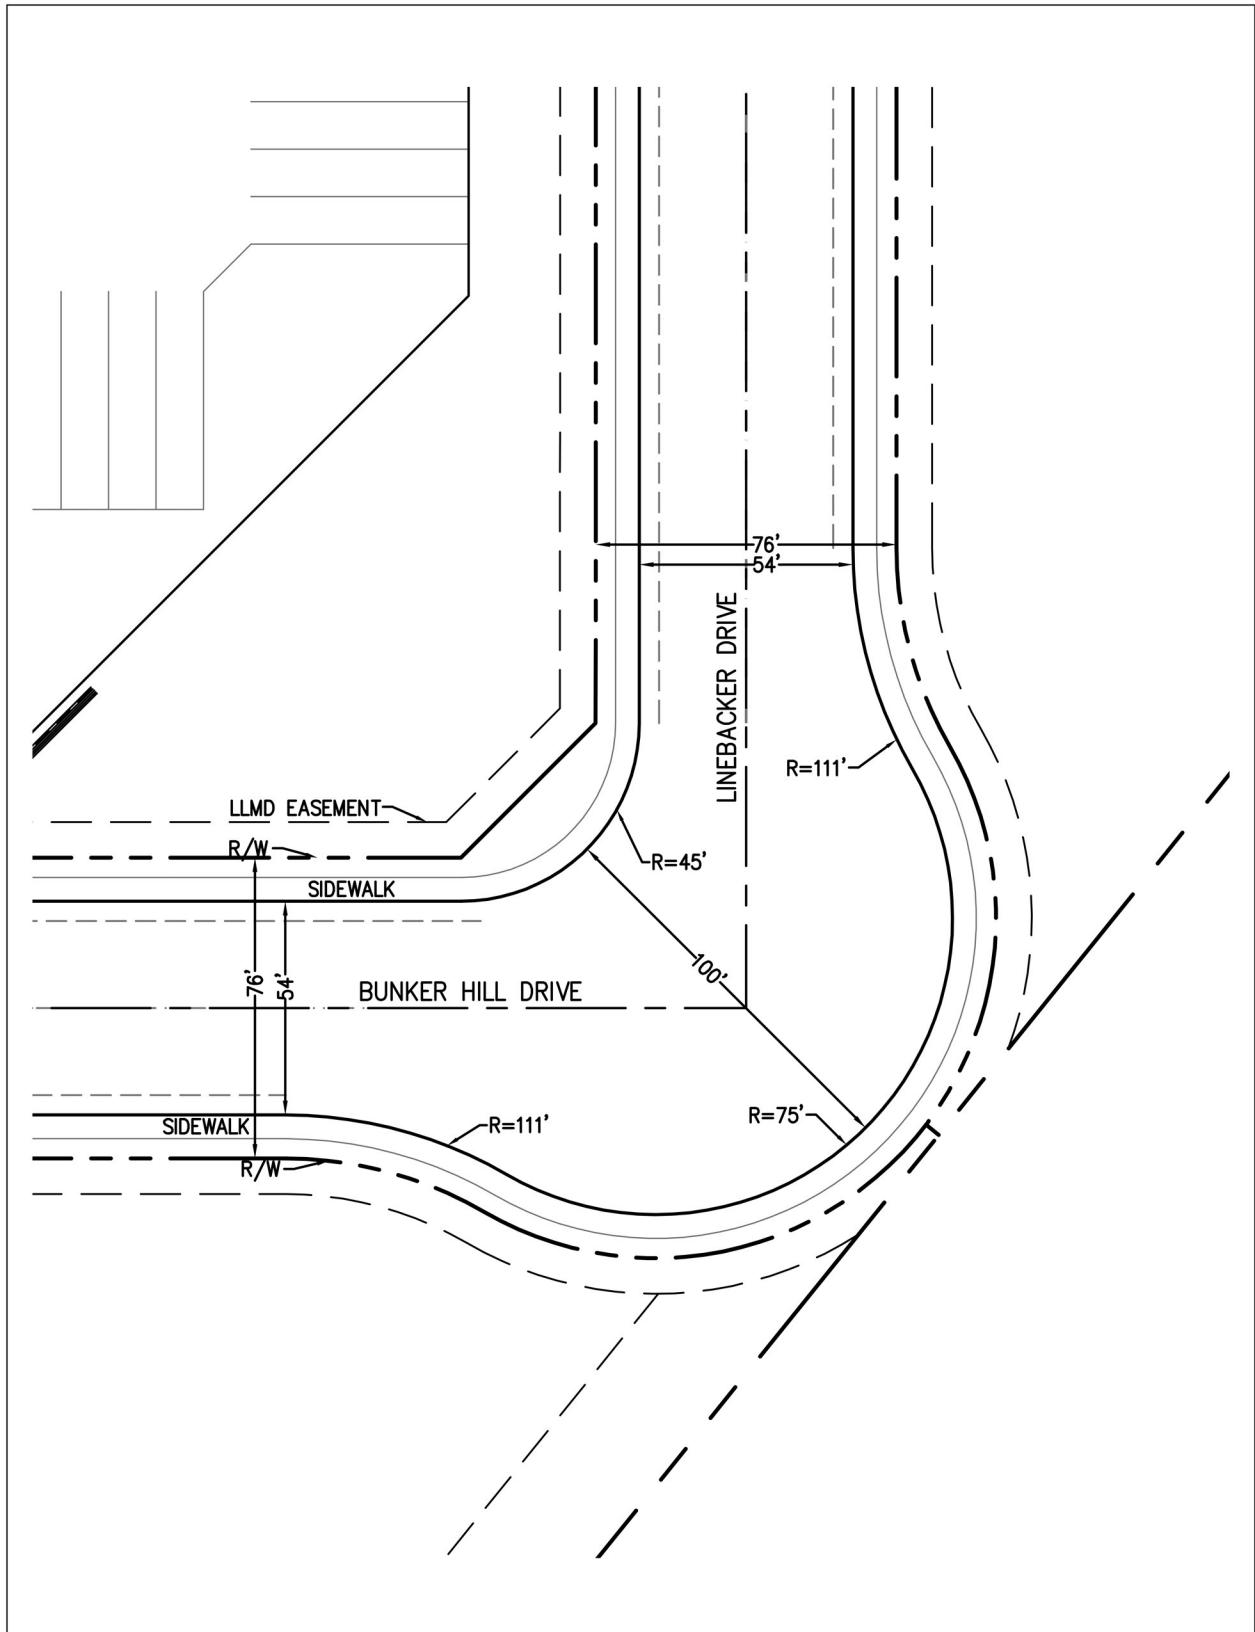 76'
54'
LINEBACKER DRIVE
R=111'
LLMD EASEMENT
R/W
R=45'
SIDEWALK
100'
76'
54'
BUNKER HILL DRIVE
R=75'
R=111'
SIDEWALK
R/W